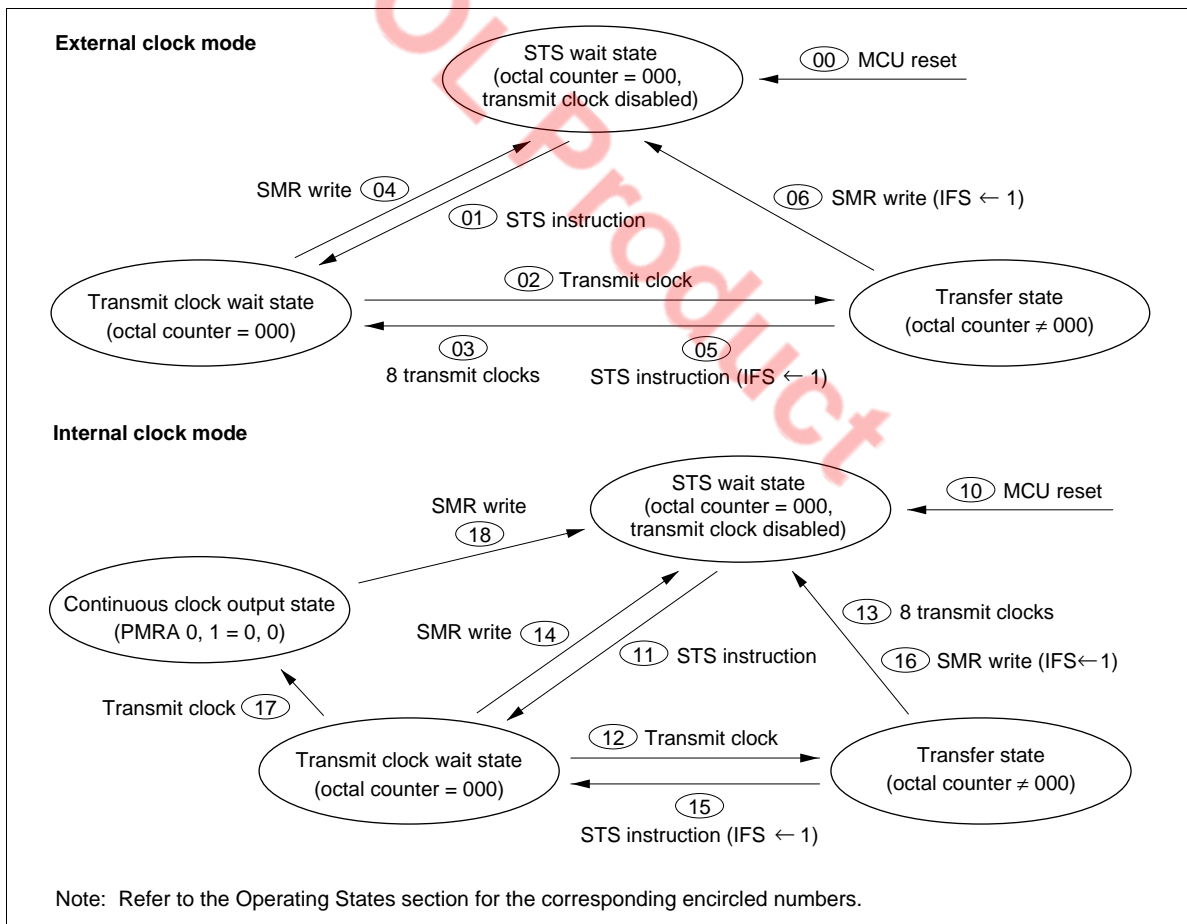 External clock mode
STS wait state
(octal counter = 000,
transmit clock disabled)
00 MCU reset
SMR write 04
01 STS instruction
06 SMR write (IFS ← 1)
Transmit clock wait state
(octal counter = 000)
02 Transmit clock
Transfer state
(octal counter ≠ 000)
03
8 transmit clocks
05
STS instruction (IFS ← 1)
Internal clock mode
STS wait state
(octal counter = 000,
transmit clock disabled)
10 MCU reset
SMR write
18
Continuous clock output state
(PMRA 0, 1 = 0, 0)
SMR write 14
11 STS instruction
13 8 transmit clocks
16 SMR write (IFS← 1)
Transmit clock 17
Transmit clock wait state
(octal counter = 000)
12 Transmit clock
Transfer state
(octal counter ≠ 000)
15
STS instruction (IFS ← 1)
Note: Refer to the Operating States section for the corresponding encircled numbers.
OL Product